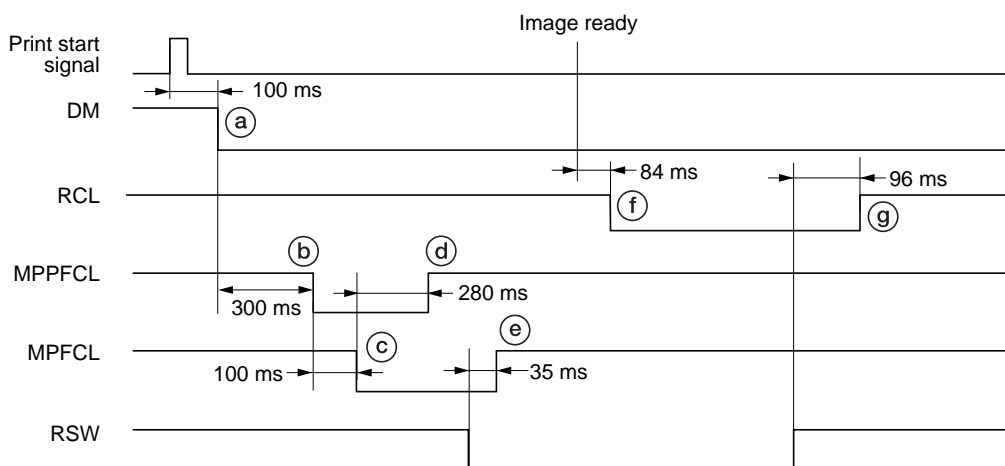 Image ready
Print start
signal
100 ms
DM
a
84 ms
96 ms
RCL
f
g
b
d
MPPFCL
300 ms
280 ms
e
MPFCL
c
100 ms
35 ms
RSW